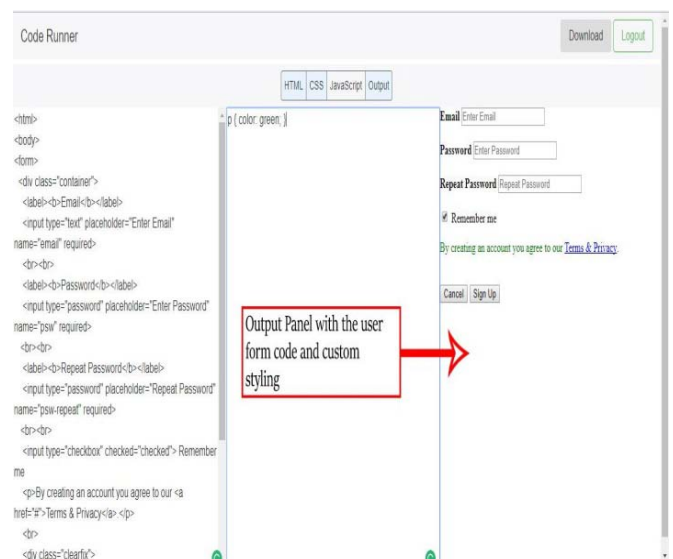 Code Runner
Download
Logout
HTML CSS JavaScript Output
<html>
<body>
<form>
<div class="container">
<label><b>Email</b></label>
<input type="text" placeholder="Enter Email"
name="email" required>
<br><br>
<label><b>Password</b></label>
<input type="password" placeholder="Enter Password"
name="psw" required>
<br><br>
<label><b>Repeat Password</b></label>
<input type="password" placeholder="Repeat Password"
name="psw-repeat" required>
<br><br>
<input type="checkbox" checked="checked"> Remember
me
<p>By creating an account you agree to our <a
href="#">Terms & Privacy</a>.</p>
<br>
<div class="clearfix">
p { color: green; }
Output Panel with the user
form code and custom
styling
Email Enter Email
Password Enter Password
Repeat Password Repeat Password
Remember me
By creating an account you agree to our Terms & Privacy.
Cancel Sign Up